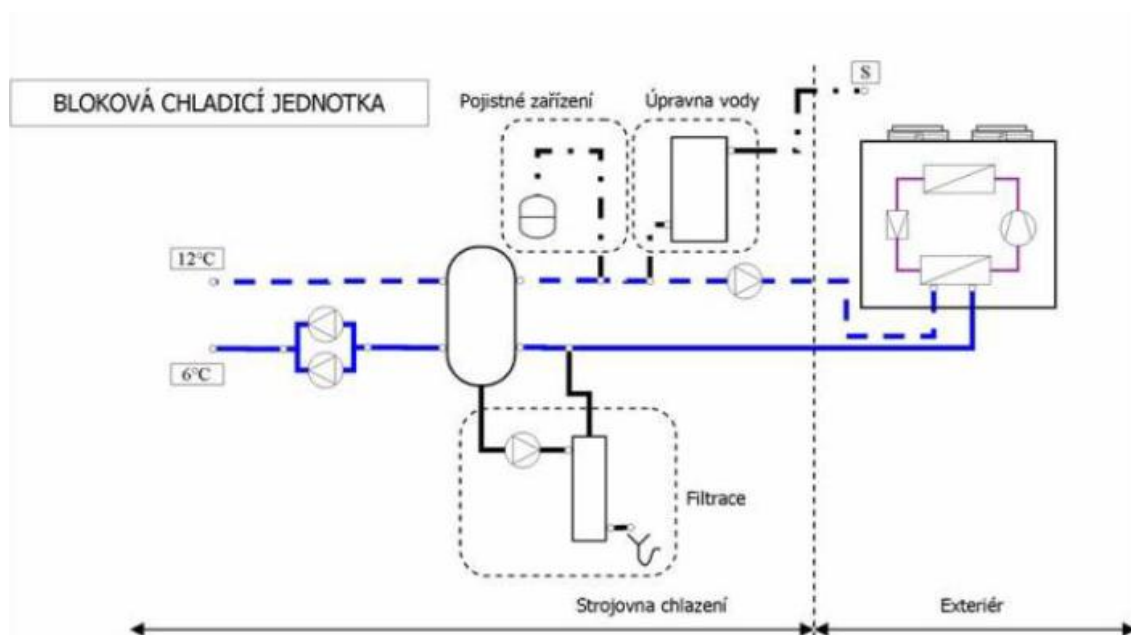 S
BLOKOVÁ CHLADICÍ JEDNOTKA
Pojistné zařízení
Úpravna vody
12°C
6°C
Filtrace
Strojovna chlazení
Exteriér